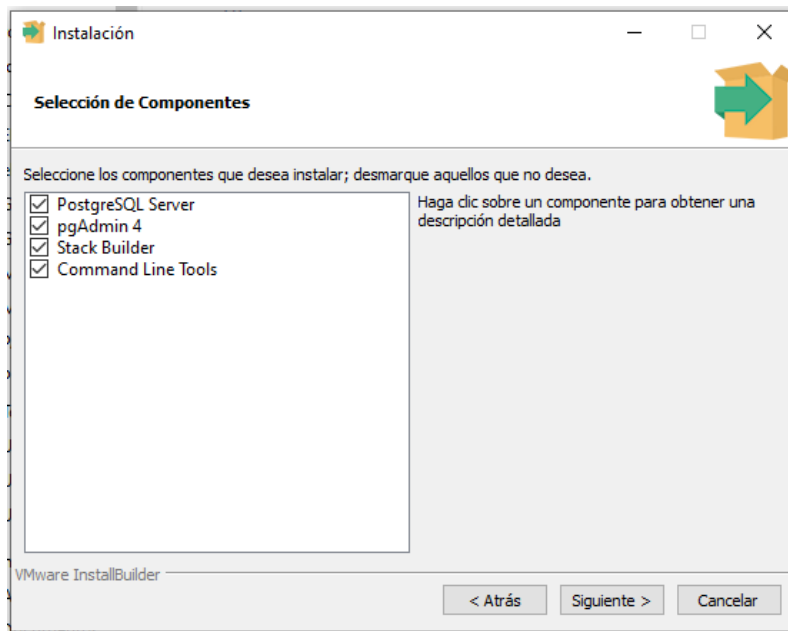 Instalación
Selección de Componentes
Seleccione los componentes que desea instalar; desmarque aquellos que no desea.
PostgreSQL Server
pgAdmin 4
Stack Builder
Command Line Tools
Haga clic sobre un componente para obtener una
descripción detallada
VMware InstallBuilder
< Atrás
Siguiente >
Cancelar